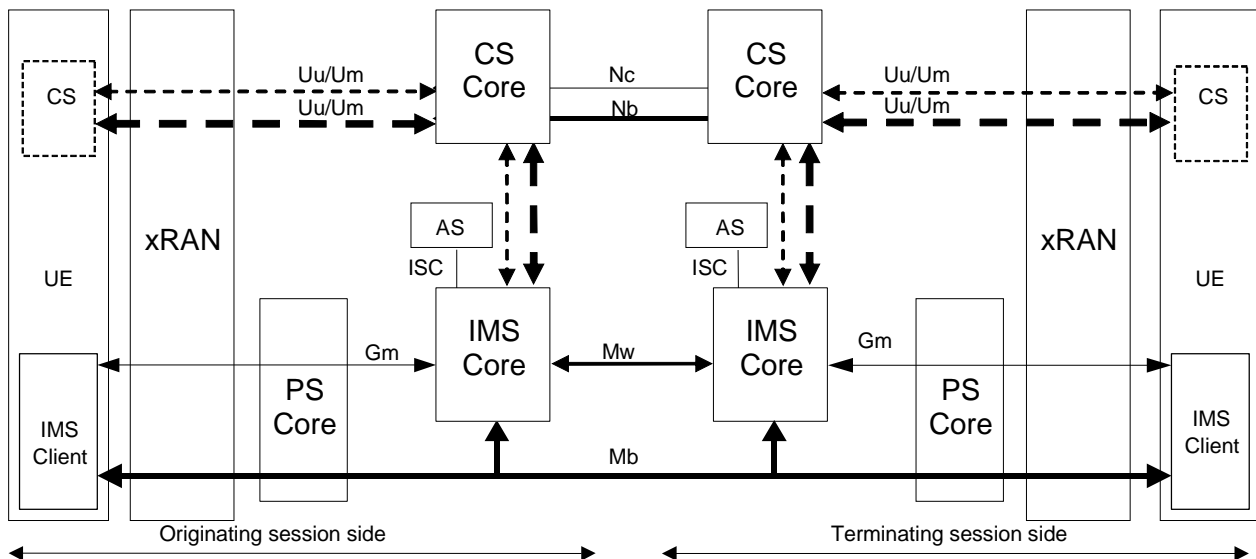 CS
Core
CS
Core
CS
Uu/Um
Nc
Uu/Um
CS
Uu/Um
Nb
Uu/Um
xRAN
AS
AS
xRAN
UE
ISC
ISC
UE
IMS
Core
IMS
Core
Gm
Mw
Gm
PS
Core
PS
Core
IMS
Client
IMS
Client
Mb
Originating session side
Terminating session side